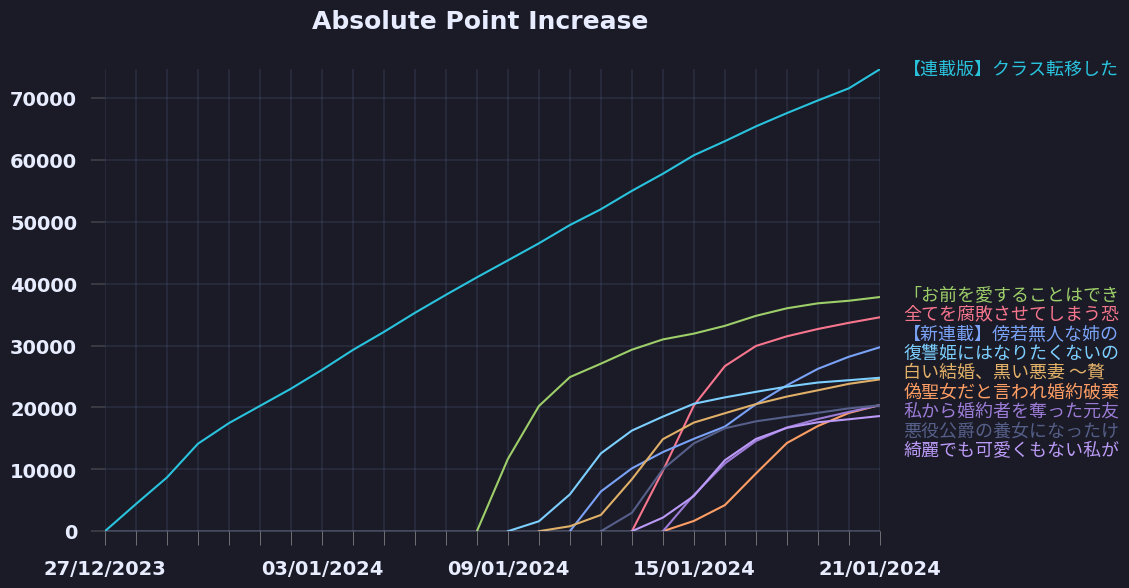 Absolute Point Increase
70000
60000
50000
40000
30000
20000
10000
0
27/12/2023
03/01/2024
09/01/2024
15/01/2024
21/01/2024
【連載版】クラス転移した
「お前を愛することはでき
全てを腐敗させてしまう恐
【新連載】傍若無人な姉の
復讐姫にはなりたくないの
白い結婚、黒い悪妻 ～贅
偽聖女だと言われ婚約破棄
私から婚約者を奪った元友
悪役公爵の養女になったけ
綺麗でも可愛くもない私が